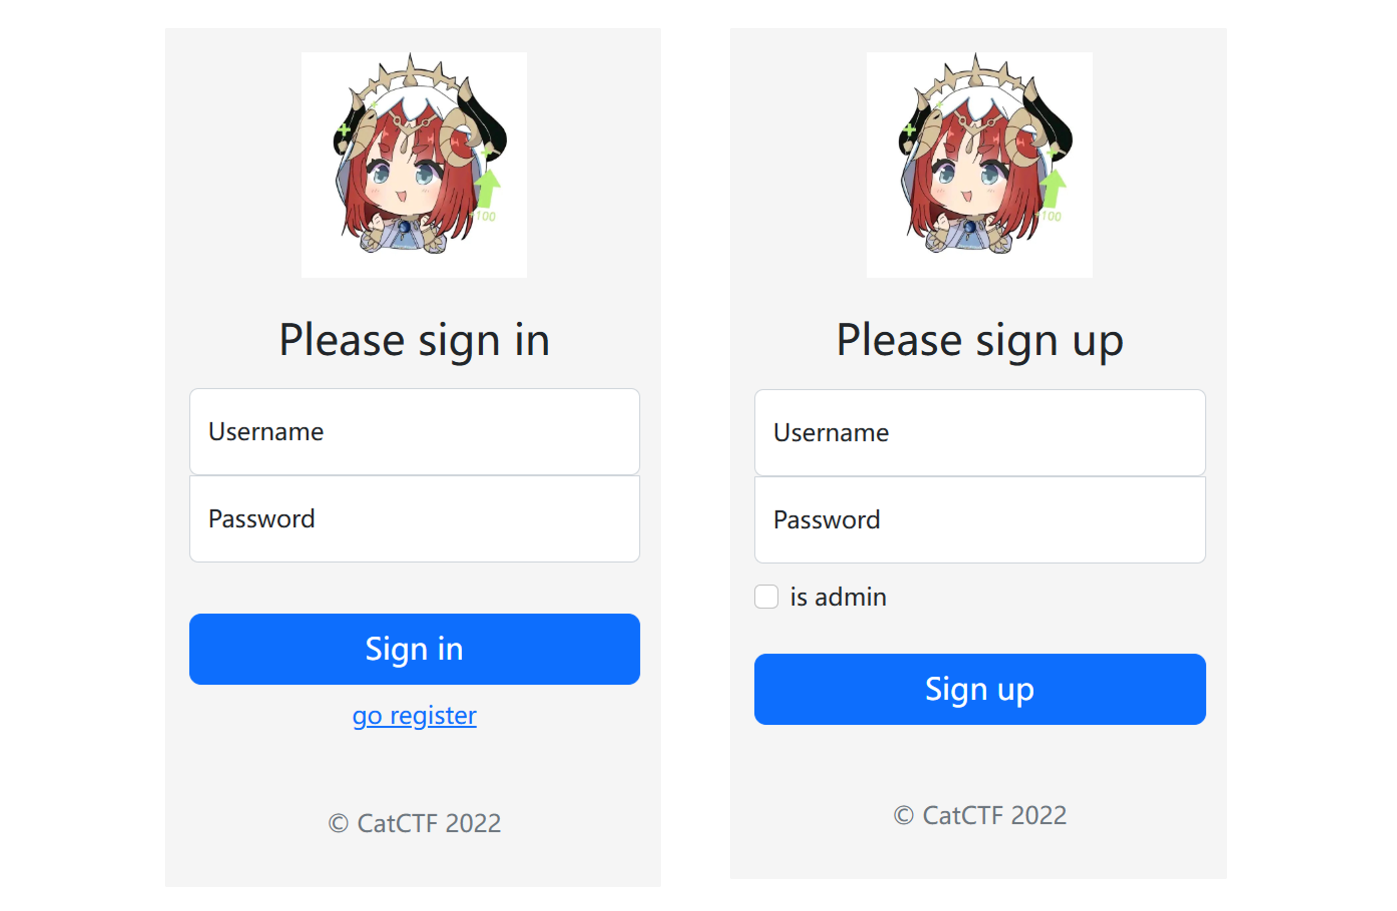 +100
Please sign in
Username
Password
Sign in
go register
© CatCTF 2022
+100
Please sign up
Username
Password
is admin
Sign up
© CatCTF 2022